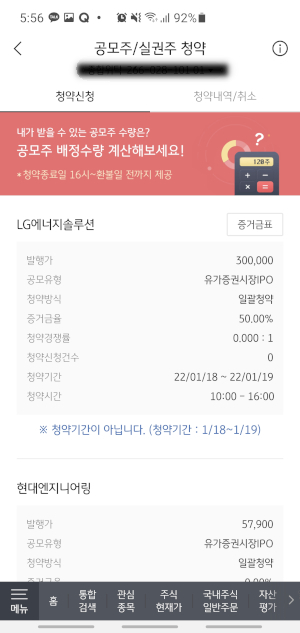 5:56
92%
공모주/실권주 청약
청약신청
청약내역/취소
내가 받을 수 있는 공모주 수량은?
공모주 배정수량 계산해보세요!
*청약종료일 16시~환불일 전까지 제공
?
128주
+ −
× =
LG에너지솔루션
증거금표
발행가 300,000
공모유형 유가증권시장IPO
청약방식 일괄청약
증거금율 50.00%
청약경쟁률 0.000 : 1
청약신청건수 0
청약기간 22/01/18 ~ 22/01/19
청약시간 10:00 - 16:00
※ 청약기간이 아닙니다. (청약기간 : 1/18~1/19)
현대엔지니어링
발행가 57,900
공모유형 유가증권시장IPO
청약방식 일괄청약
메뉴
홈
통합
검색
관심
종목
주식
현재가
국내주식
일반주문
자산
평가